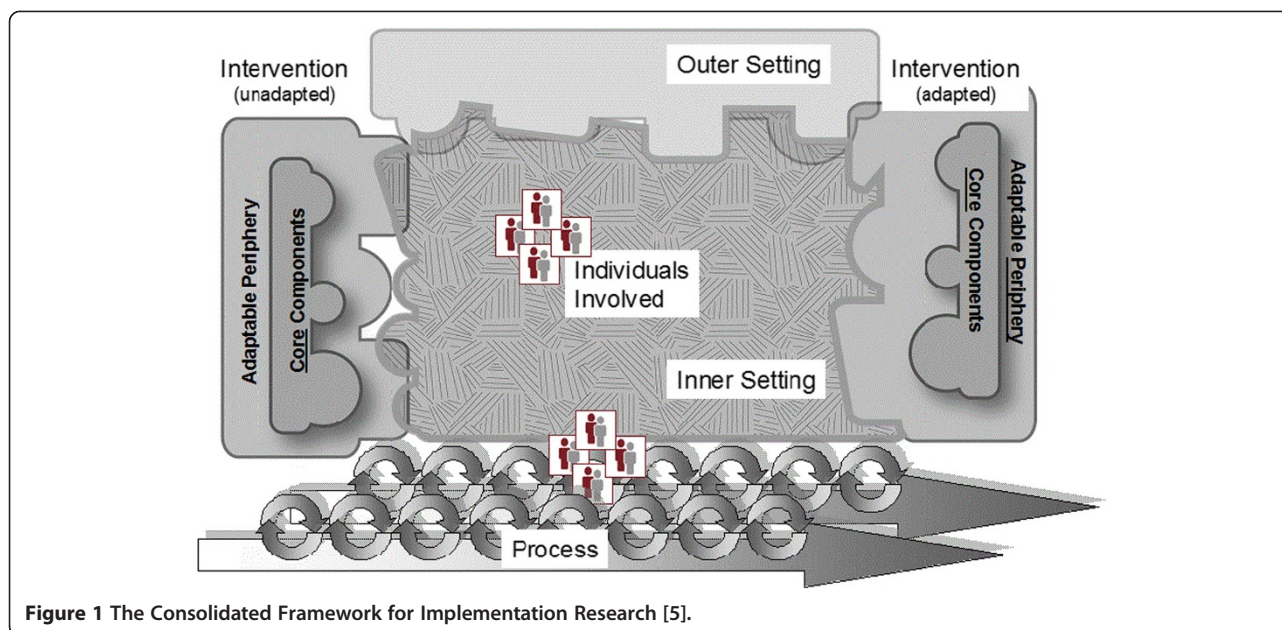 Outer Setting
Intervention
(unadapted)
Intervention
(adapted)
Adaptable Periphery
Core Components
Individuals
Involved
Inner Setting
Core Components
Adaptable Periphery
Process
Figure 1 The Consolidated Framework for Implementation Research [5].